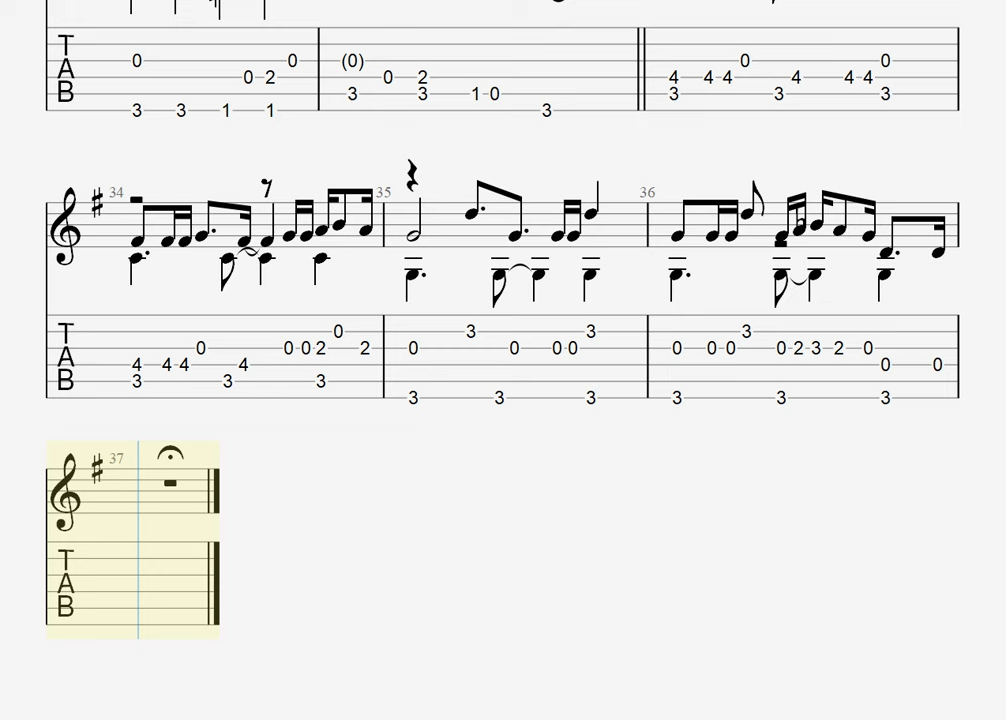 T
A
B
0 0 2 0 (0) 0 2 4 4 4 0 4 4 4 0
3 3 1 0 3 3 3
3 3 1 1 3
34 35 36
T
A
B
0 3 3 3
0 0 0 2 2 0 0 0 0 0 0 0 0 2 3 2 0
4 4 4 4 0 0
3 3 3
3 3 3 3 3 3
37
T
A
B